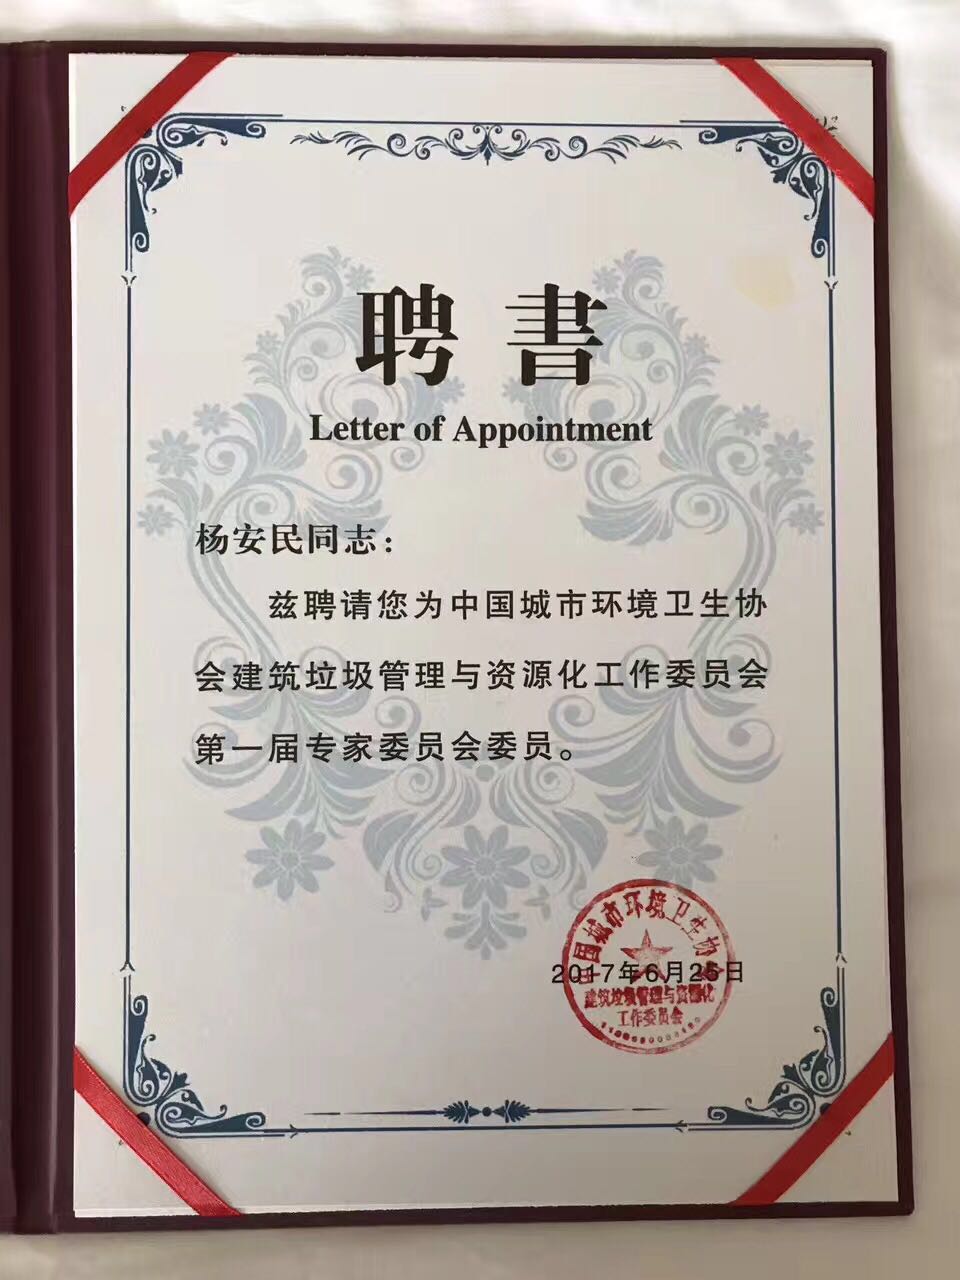 聘書
Letter of Appointment
杨安民同志：
兹聘请您为中国城市环境卫生协
会建筑垃圾管理与资源化工作委员会
第一届专家委员会委员。
中国城市环境卫生协会
2017年6月25日
建筑垃圾管理与资源化
工作委员会